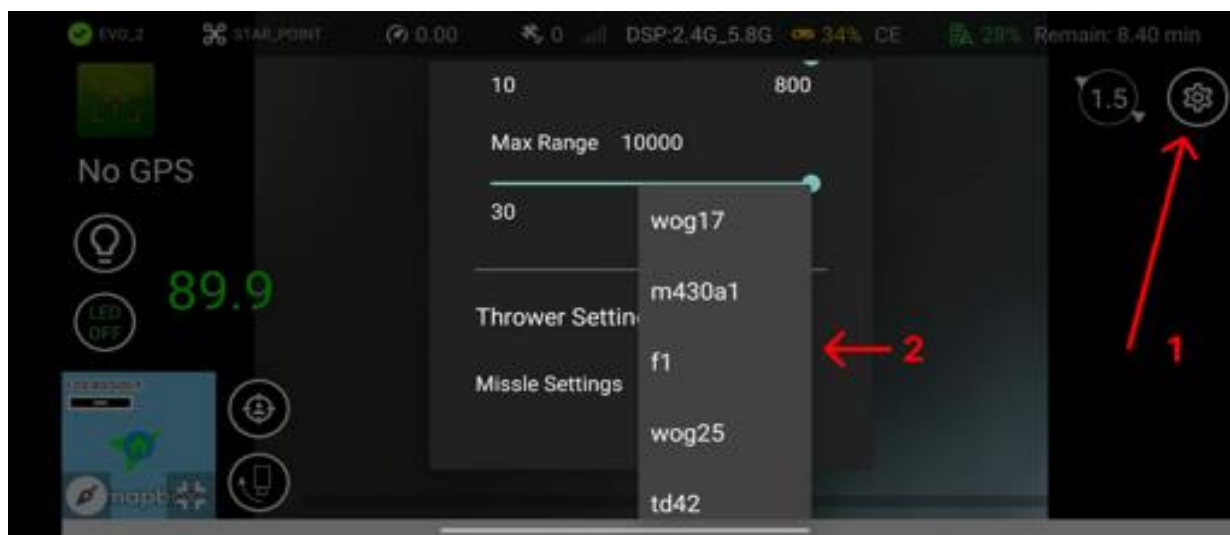 EVO_2 STAR_POINT 0.00 0 DSP:2.4G_5.8G 34% CE 28% Remain: 8.40 min
10 800
1.5
Max Range 10000
No GPS
30
wog17
89.9
m430a1
LED
OFF
Thrower Settin
2
1
f1
Missle Settings
wog25
mapbox
td42